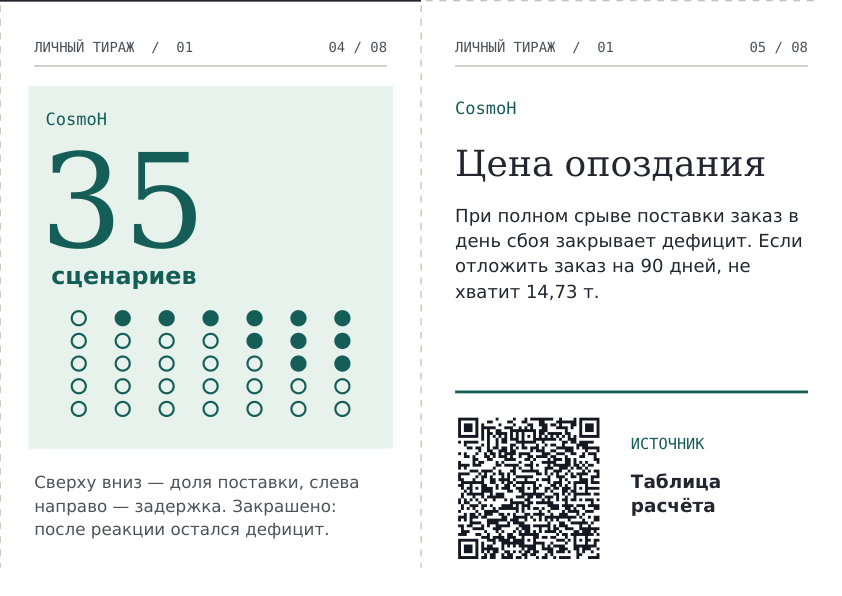 ЛИЧНЫЙ ТИРАЖ / 01
04 / 08
CosmoH
35
сценариев
Сверху вниз — доля поставки, слева
направо — задержка. Закрашено:
после реакции остался дефицит.
ЛИЧНЫЙ ТИРАЖ / 01
05 / 08
CosmoH
Цена опоздания
При полном срыве поставки заказ в
день сбоя закрывает дефицит. Если
отложить заказ на 90 дней, не
хватит 14,73 т.
ИСТОЧНИК
Таблица
расчёта